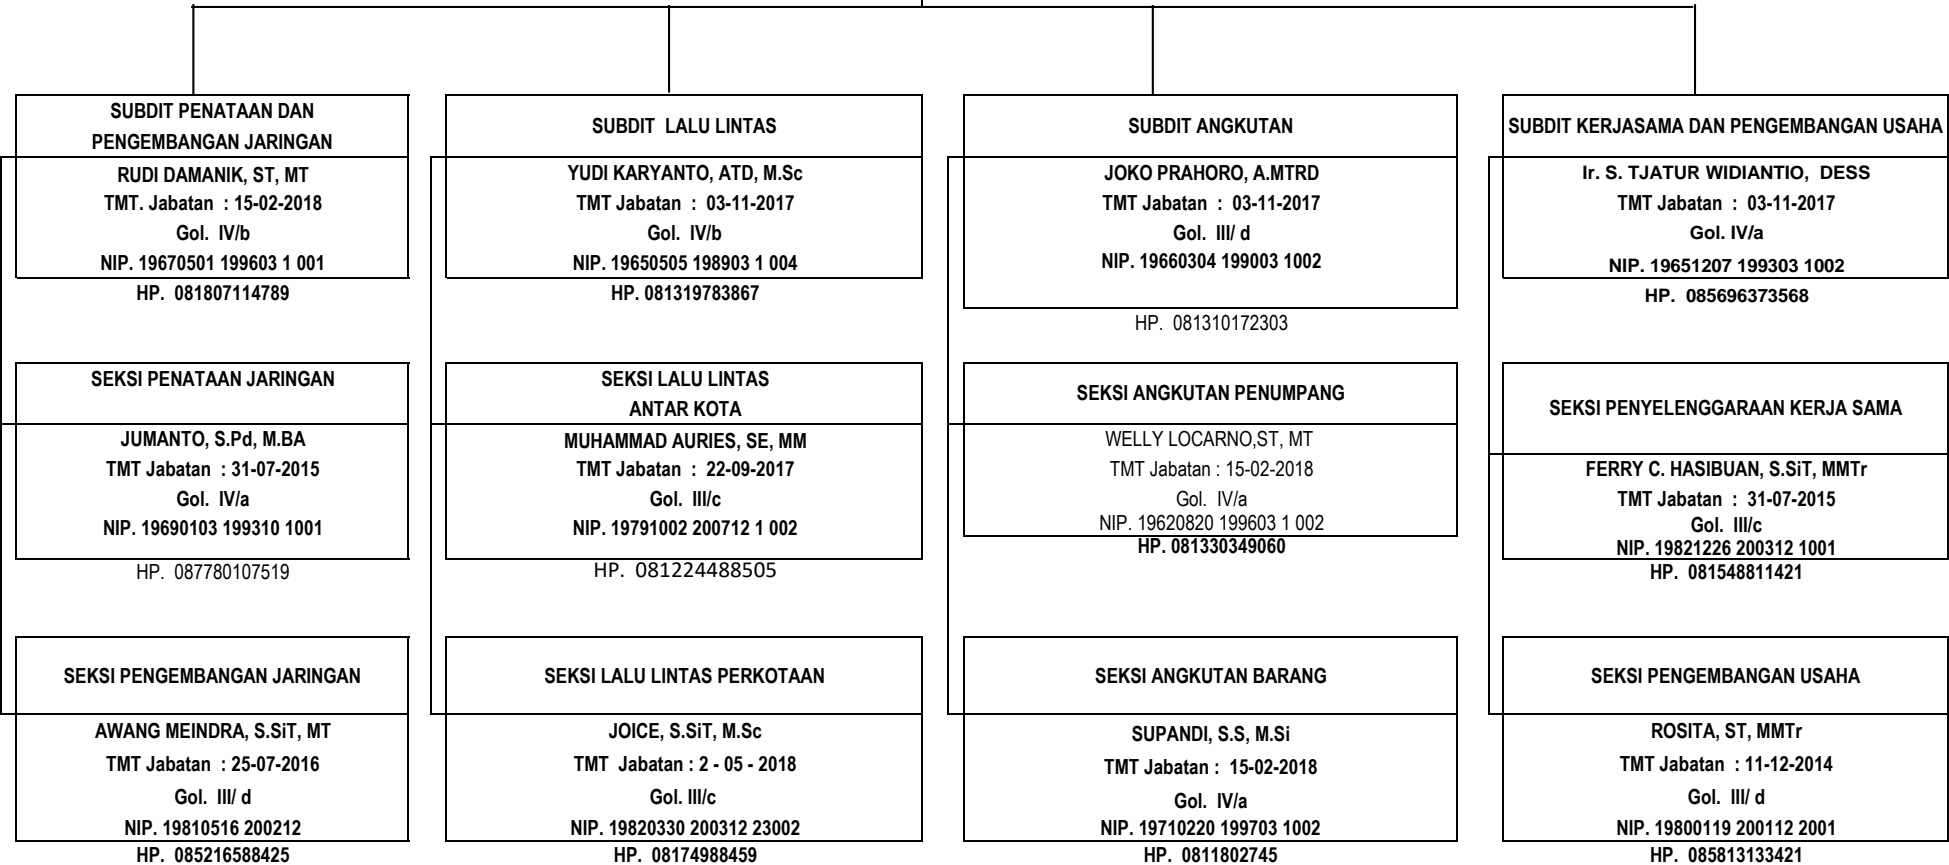 SUBDIT PENATAAN DAN
PENGEMBANGAN JARINGAN
RUDI DAMANIK, ST, MT
TMT. Jabatan : 15-02-2018
Gol. IV/b
NIP. 19670501 199603 1 001
HP. 081807114789
SEKSI PENATAAN JARINGAN
JUMANTO, S.Pd, M.BA
TMT Jabatan : 31-07-2015
Gol. IV/a
NIP. 19690103 199310 1001
HP. 087780107519
SEKSI PENGEMBANGAN JARINGAN
AWANG MEINDRA, S.SiT, MT
TMT Jabatan : 25-07-2016
Gol. III/ d
NIP. 19810516 200212
HP. 085216588425
SUBDIT LALU LINTAS
YUDI KARYANTO, ATD, M.Sc
TMT Jabatan : 03-11-2017
Gol. IV/b
NIP. 19650505 198903 1 004
HP. 081319783867
SEKSI LALU LINTAS
ANTAR KOTA
MUHAMMAD AURIES, SE, MM
TMT Jabatan : 22-09-2017
Gol. III/c
NIP. 19791002 200712 1 002
HP. 081224488505
SEKSI LALU LINTAS PERKOTAAN
JOICE, S.SiT, M.Sc
TMT Jabatan : 2 - 05 - 2018
Gol. III/c
NIP. 19820330 200312 23002
HP. 08174988459
SUBDIT ANGKUTAN
JOKO PRAHORO, A.MTRD
TMT Jabatan : 03-11-2017
Gol. III/ d
NIP. 19660304 199003 1002
HP. 081310172303
SEKSI ANGKUTAN PENUMPANG
WELLY LOCARNO,ST, MT
TMT Jabatan : 15-02-2018
Gol. IV/a
NIP. 19620820 199603 1 002
HP. 081330349060
SEKSI ANGKUTAN BARANG
SUPANDI, S.S, M.Si
TMT Jabatan : 15-02-2018
Gol. IV/a
NIP. 19710220 199703 1002
HP. 0811802745
SUBDIT KERJASAMA DAN PENGEMBANGAN USAHA
Ir. S. TJATUR WIDIANTIO, DESS
TMT Jabatan : 03-11-2017
Gol. IV/a
NIP. 19651207 199303 1002
HP. 085696373568
SEKSI PENYELENGGARAAN KERJA SAMA
FERRY C. HASIBUAN, S.SiT, MMTr
TMT Jabatan : 31-07-2015
Gol. III/c
NIP. 19821226 200312 1001
HP. 081548811421
SEKSI PENGEMBANGAN USAHA
ROSITA, ST, MMTr
TMT Jabatan : 11-12-2014
Gol. III/ d
NIP. 19800119 200112 2001
HP. 085813133421